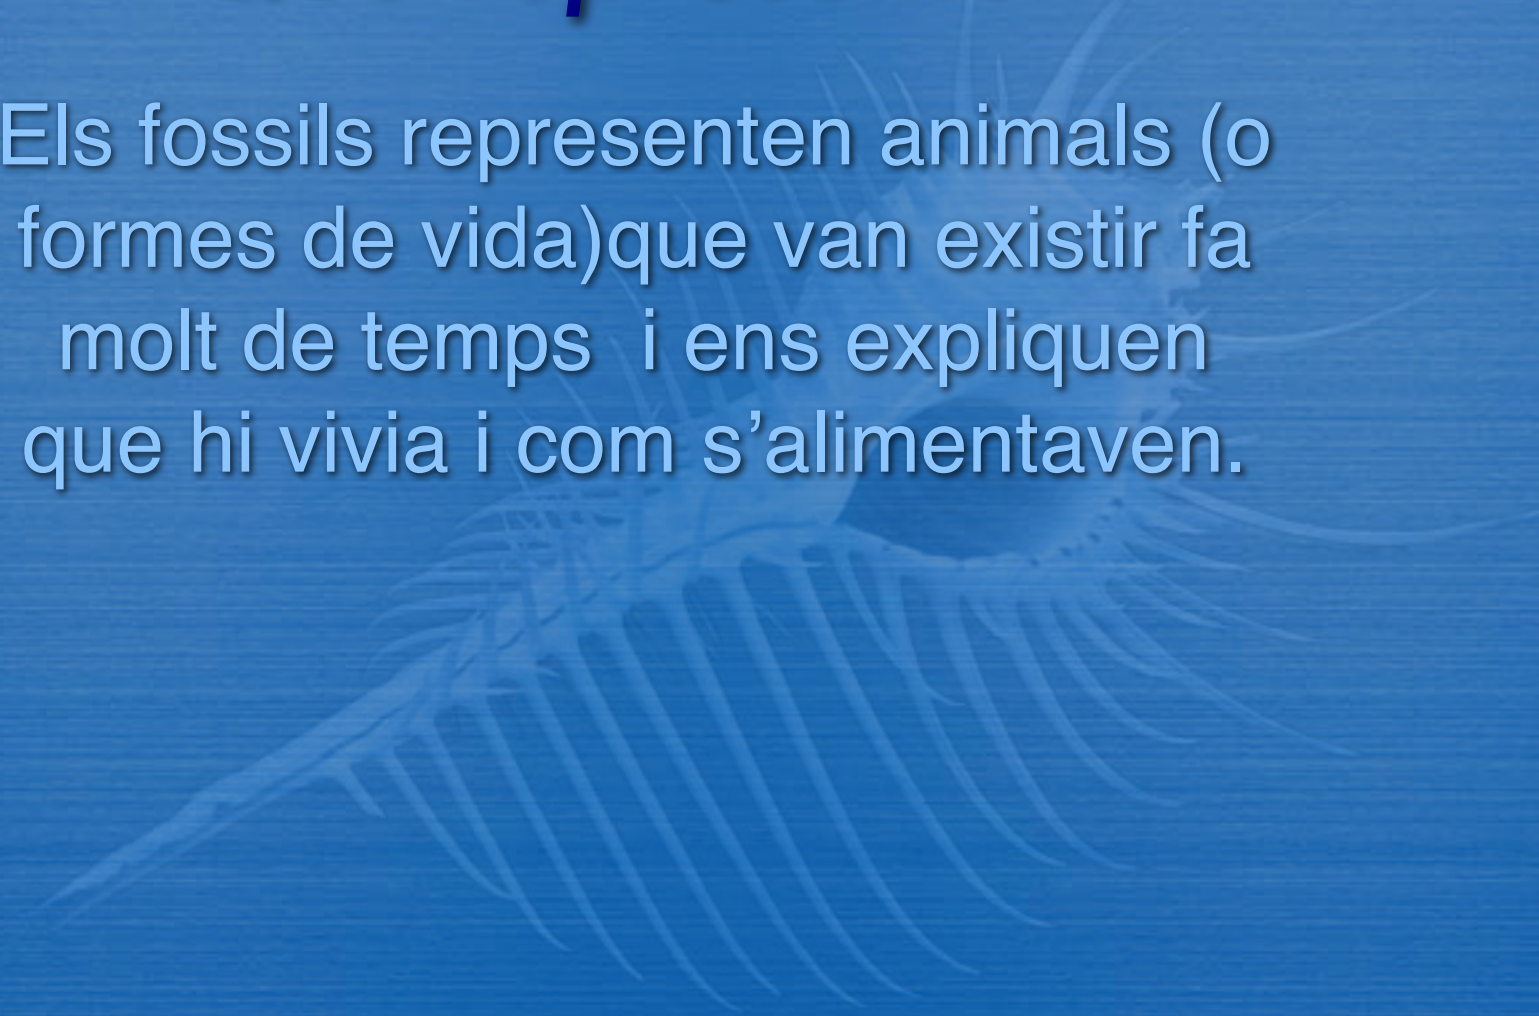 Els fossils representen animals (o
formes de vida)que van existir fa
molt de temps  i ens expliquen
que hi vivia i com s’alimentaven.